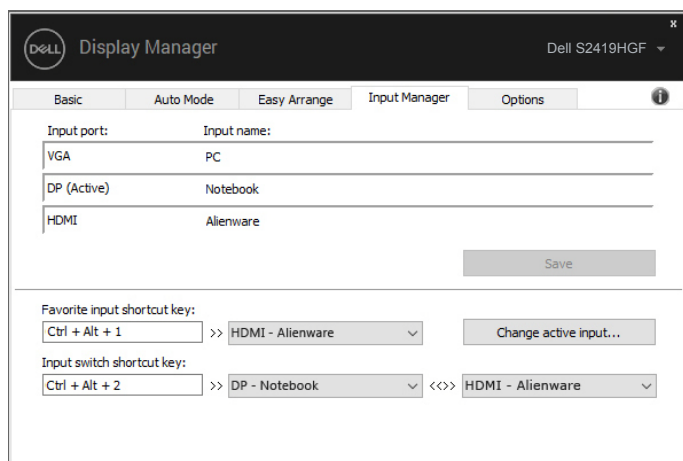 x
DELL Display Manager Dell S2419HGF
Basic Auto Mode Easy Arrange Input Manager Options i
Input port: Input name:
VGA PC
DP (Active) Notebook
HDMI Alienware
Save
Favorite input shortcut key:
Ctrl + Alt + 1 >> HDMI - Alienware Change active input...
Input switch shortcut key:
Ctrl + Alt + 2 >> DP - Notebook <<>> HDMI - Alienware